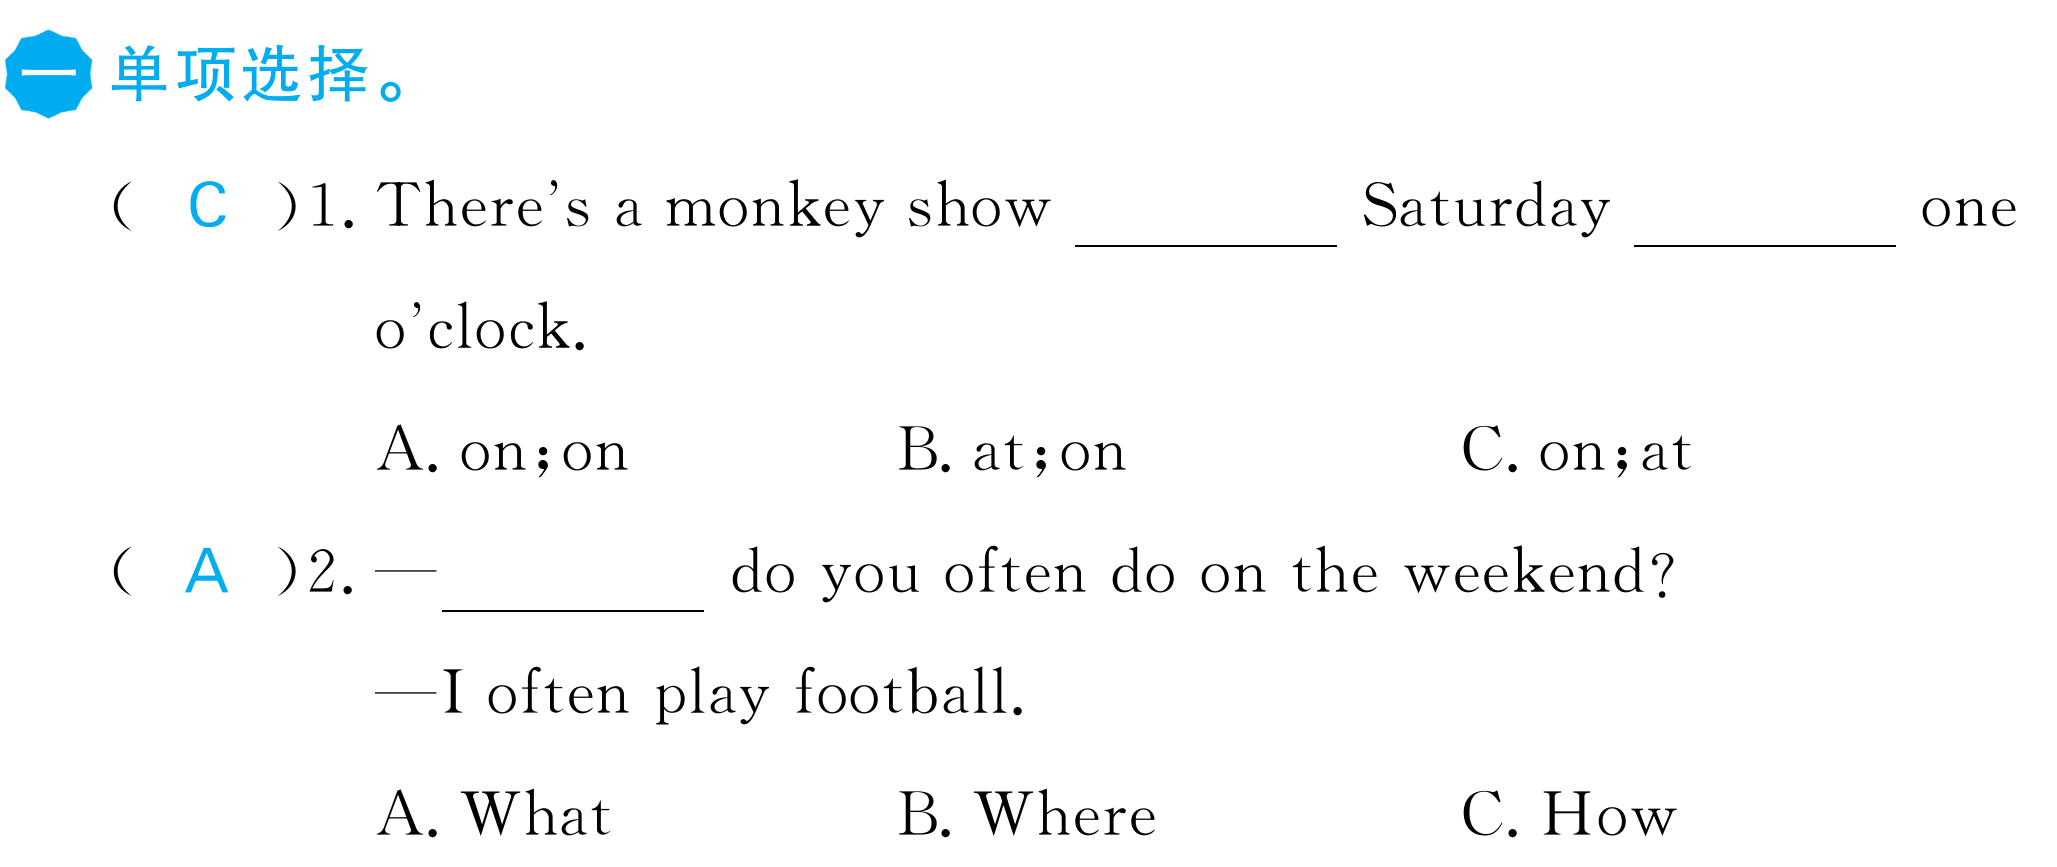 一 单项选择。
( C )1. There's a monkey show ________ Saturday ________ one
o'clock.
A. on;on B. at;on C. on;at
( A )2. —________ do you often do on the weekend?
—I often play football.
A. What B. Where C. How